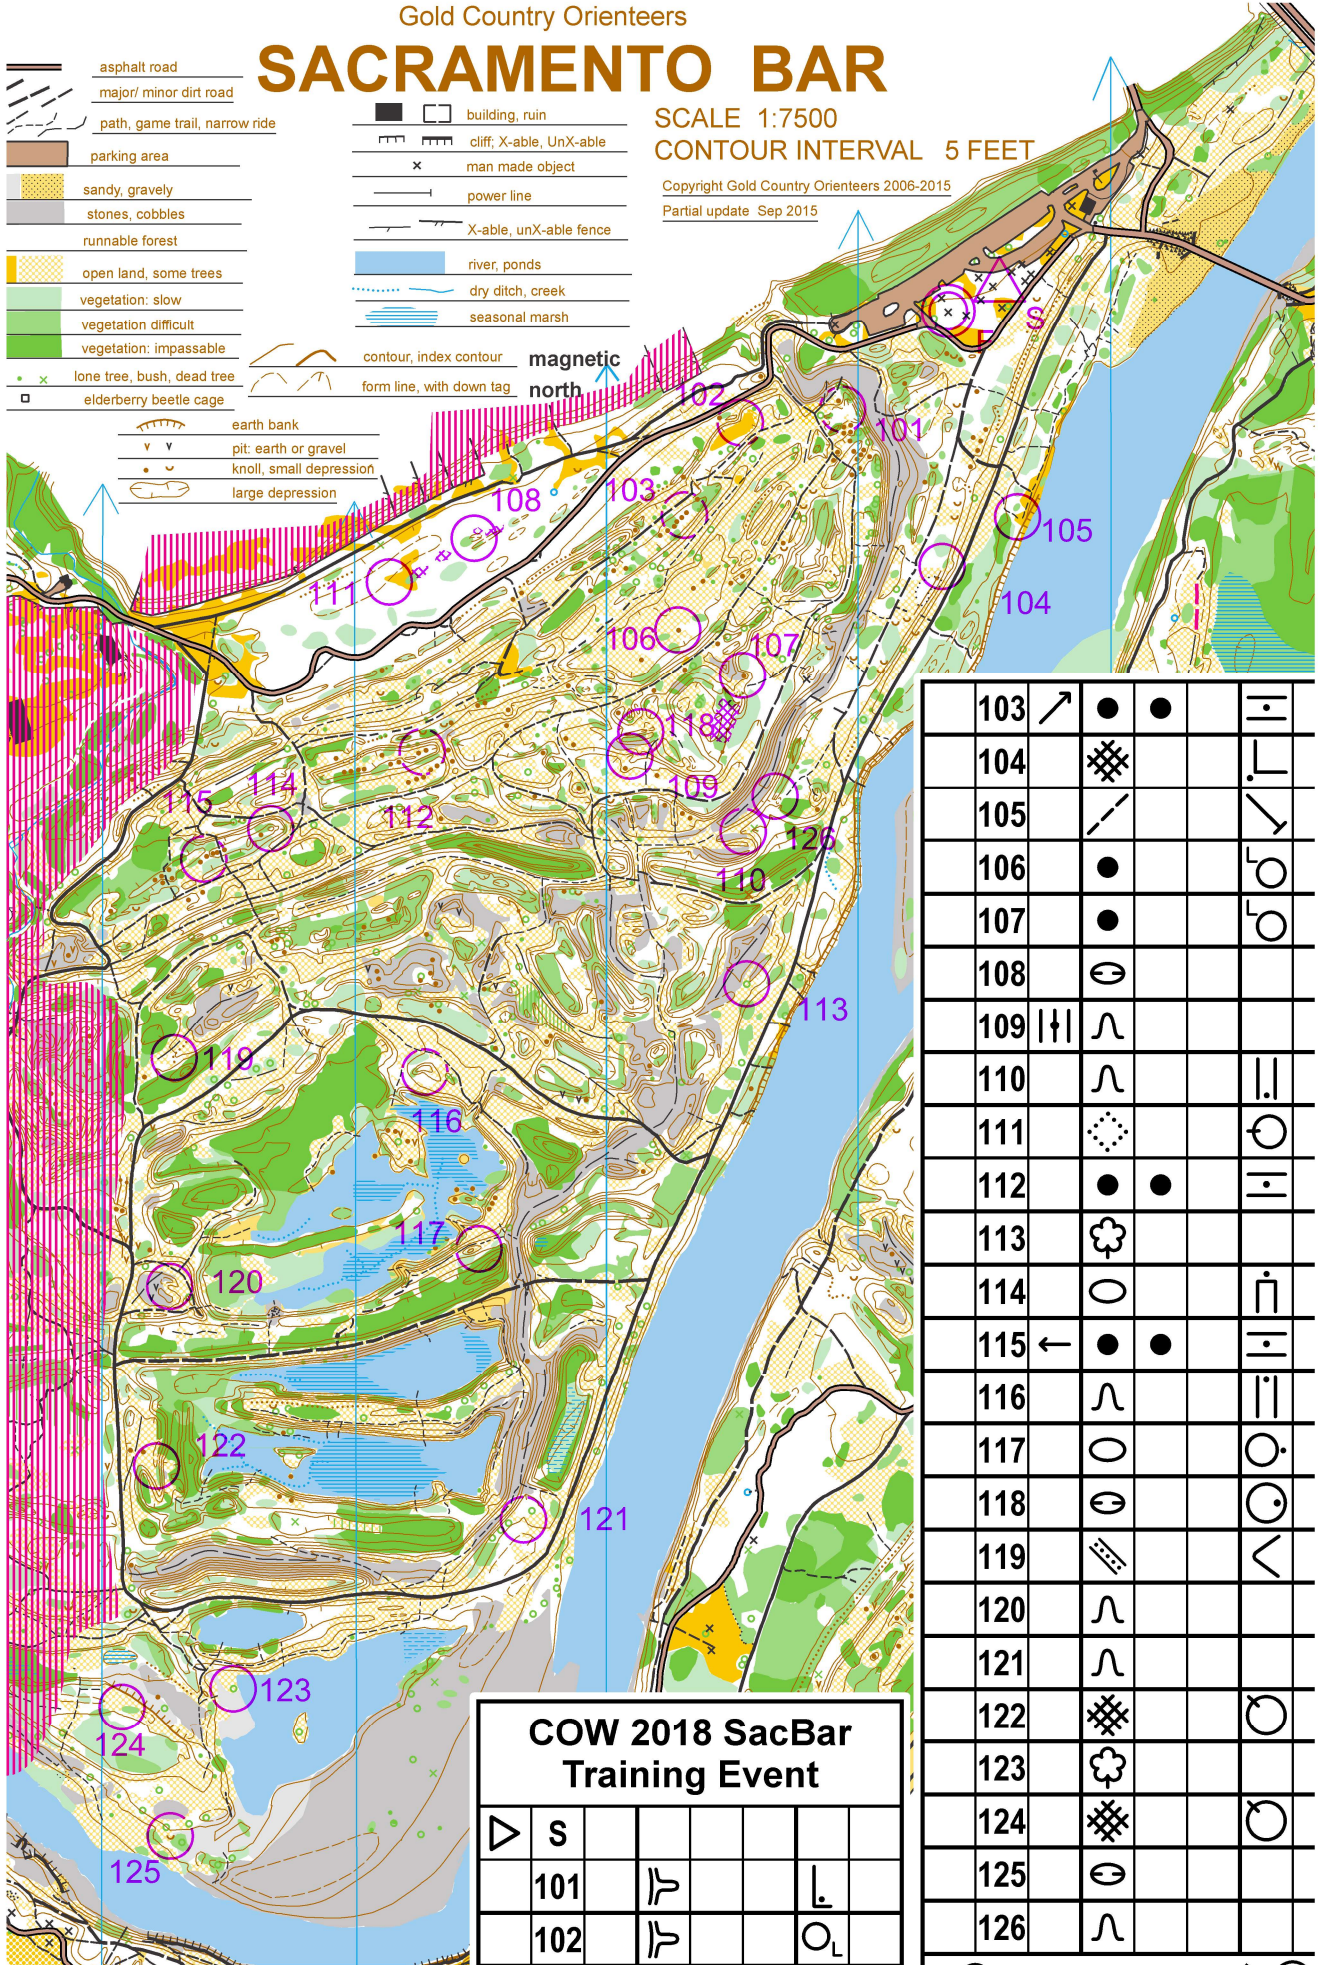 Gold Country Orienteers
SACRAMENTO BAR
SCALE 1:7500
CONTOUR INTERVAL 5 FEET
Copyright Gold Country Orienteers 2006-2015
Partial update Sep 2015
asphalt road
major/ minor dirt road
path, game trail, narrow ride
parking area
sandy, gravely
stones, cobbles
runnable forest
open land, some trees
vegetation: slow
vegetation difficult
vegetation: impassable
lone tree, bush, dead tree
elderberry beetle cage
building, ruin
cliff; X-able, UnX-able
man made object
power line
X-able, unX-able fence
river, ponds
dry ditch, creek
seasonal marsh
contour, index contour
form line, with down tag
magnetic
north
earth bank
pit: earth or gravel
knoll, small depression
large depression
S
F
102
101
108
103
105
111
104
106
107
118
114
115
109
112
126
110
113
119
116
117
120
122
121
123
124
125
103
104
105
106
107
108
109
110
111
112
113
114
115
116
117
118
119
120
121
122
123
124
125
126
COW 2018 SacBar
Training Event
S
101
102